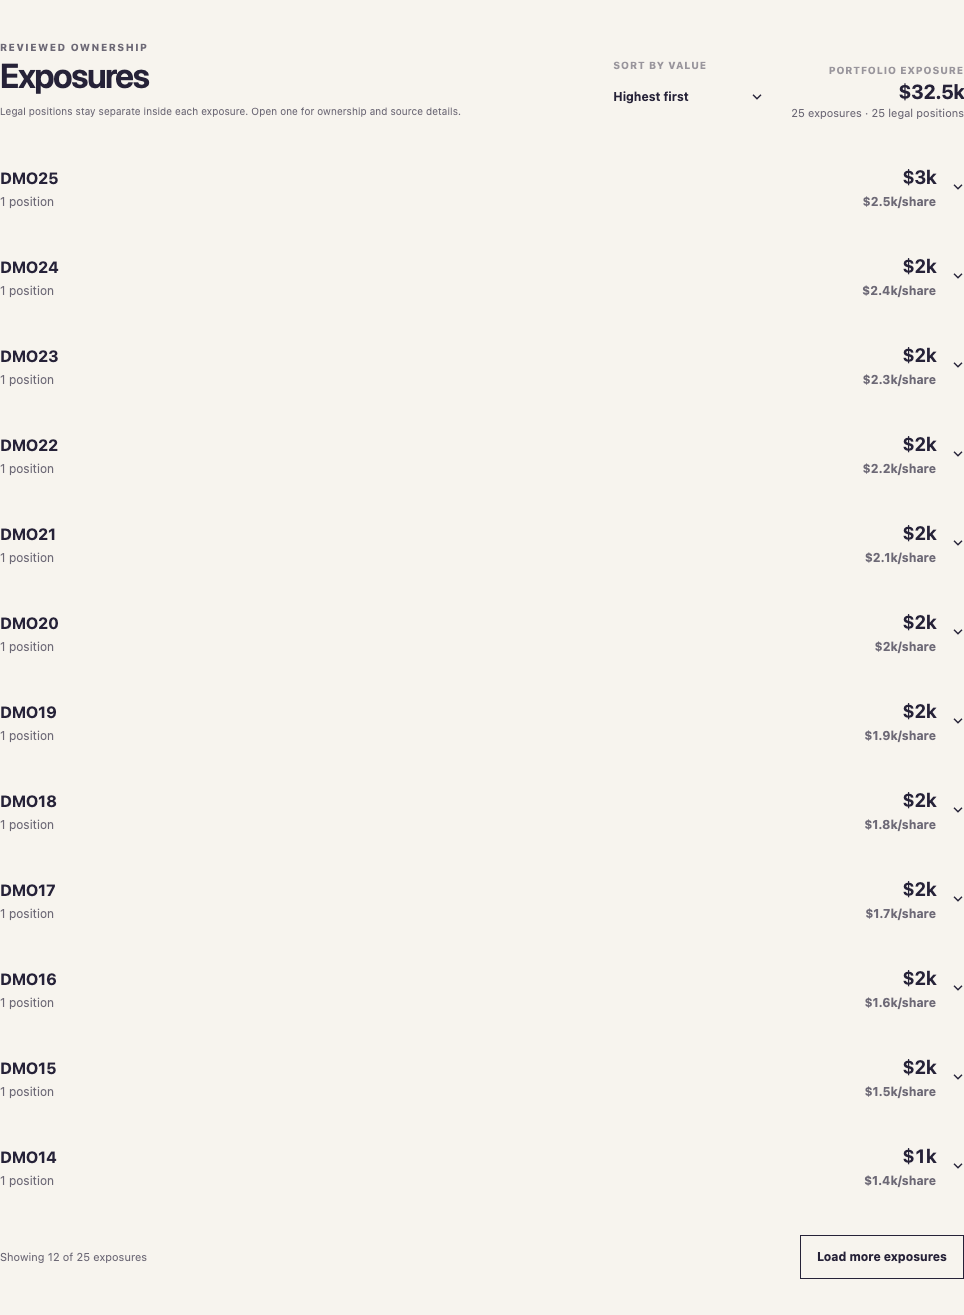 REVIEWED OWNERSHIP
Exposures
Legal positions stay separate inside each exposure. Open one for ownership and source details.
SORT BY VALUE
Highest first
PORTFOLIO EXPOSURE
$32.5k
25 exposures · 25 legal positions
DMO25
1 position
$3k
$2.5k/share
DMO24
1 position
$2k
$2.4k/share
DMO23
1 position
$2k
$2.3k/share
DMO22
1 position
$2k
$2.2k/share
DMO21
1 position
$2k
$2.1k/share
DMO20
1 position
$2k
$2k/share
DMO19
1 position
$2k
$1.9k/share
DMO18
1 position
$2k
$1.8k/share
DMO17
1 position
$2k
$1.7k/share
DMO16
1 position
$2k
$1.6k/share
DMO15
1 position
$2k
$1.5k/share
DMO14
1 position
$1k
$1.4k/share
Showing 12 of 25 exposures
Load more exposures